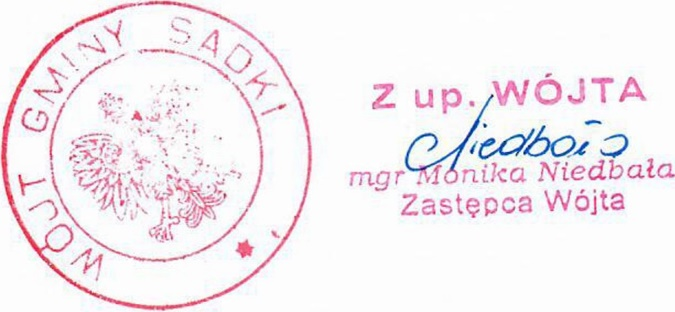 WÓJT GMINY SADKI
Z up. WÓJTA
Niedbała
mgr Monika Niedbała
Zastępca Wójta